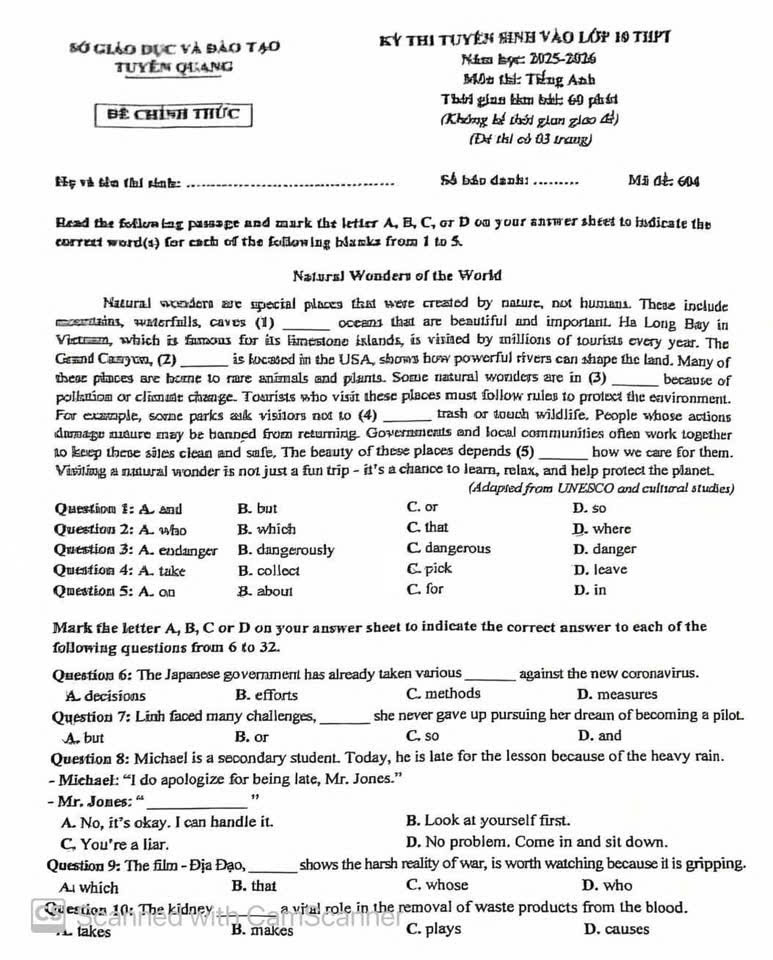 SỞ GIÁO DỤC VÀ ĐÀO TẠO
TUYÊN QUANG
ĐỀ CHÍNH THỨC
KỲ THI TUYỂN SINH VÀO LỚP 10 THPT
Năm học: 2025-2026
Môn thi: Tiếng Anh
Thời gian làm bài: 60 phút
(Không kể thời gian giao đề)
(Đề thi có 03 trang)
Họ và tên thí sinh: ............................................ Số báo danh: ......... Mã đề: 604
Read the following passage and mark the letter A, B, C, or D on your answer sheet to indicate the
correct word(s) for each of the following blanks from 1 to 5.
Natural Wonders of the World
Natural wonders are special places that were created by nature, not humans. These include
mountains, waterfalls, caves (1) ______ oceans that are beautiful and important. Ha Long Bay in
Vietnam, which is famous for its limestone islands, is visited by millions of tourists every year. The
Grand Canyon, (2) ______ is located in the USA, shows how powerful rivers can shape the land. Many of
these places are home to rare animals and plants. Some natural wonders are in (3) ______ because of
pollution or climate change. Tourists who visit these places must follow rules to protect the environment.
For example, some parks ask visitors not to (4) ______ trash or touch wildlife. People whose actions
damage nature may be banned from returning. Governments and local communities often work together
to keep these sites clean and safe. The beauty of these places depends (5) ______ how we care for them.
Visiting a natural wonder is not just a fun trip - it's a chance to learn, relax, and help protect the planet.
(Adapted from UNESCO and cultural studies)
Question 1: A. and B. but C. or D. so
Question 2: A. who B. which C. that D. where
Question 3: A. endanger B. dangerously C. dangerous D. danger
Question 4: A. take B. collect C. pick D. leave
Question 5: A. on B. about C. for D. in
Mark the letter A, B, C or D on your answer sheet to indicate the correct answer to each of the
following questions from 6 to 32.
Question 6: The Japanese government has already taken various ______ against the new coronavirus.
A. decisions B. efforts C. methods D. measures
Question 7: Linh faced many challenges, ______ she never gave up pursuing her dream of becoming a pilot.
A. but B. or C. so D. and
Question 8: Michael is a secondary student. Today, he is late for the lesson because of the heavy rain.
- Michael: “I do apologize for being late, Mr. Jones.”
- Mr. Jones: “____________”
A. No, it's okay. I can handle it. B. Look at yourself first.
C. You're a liar. D. No problem. Come in and sit down.
Question 9: The film - Địa Đạo, ______ shows the harsh reality of war, is worth watching because it is gripping.
A. which B. that C. whose D. who
Question 10: The kidney ______ a vital role in the removal of waste products from the blood.
A. takes B. makes C. plays D. causes
CS Scanned with CamScanner